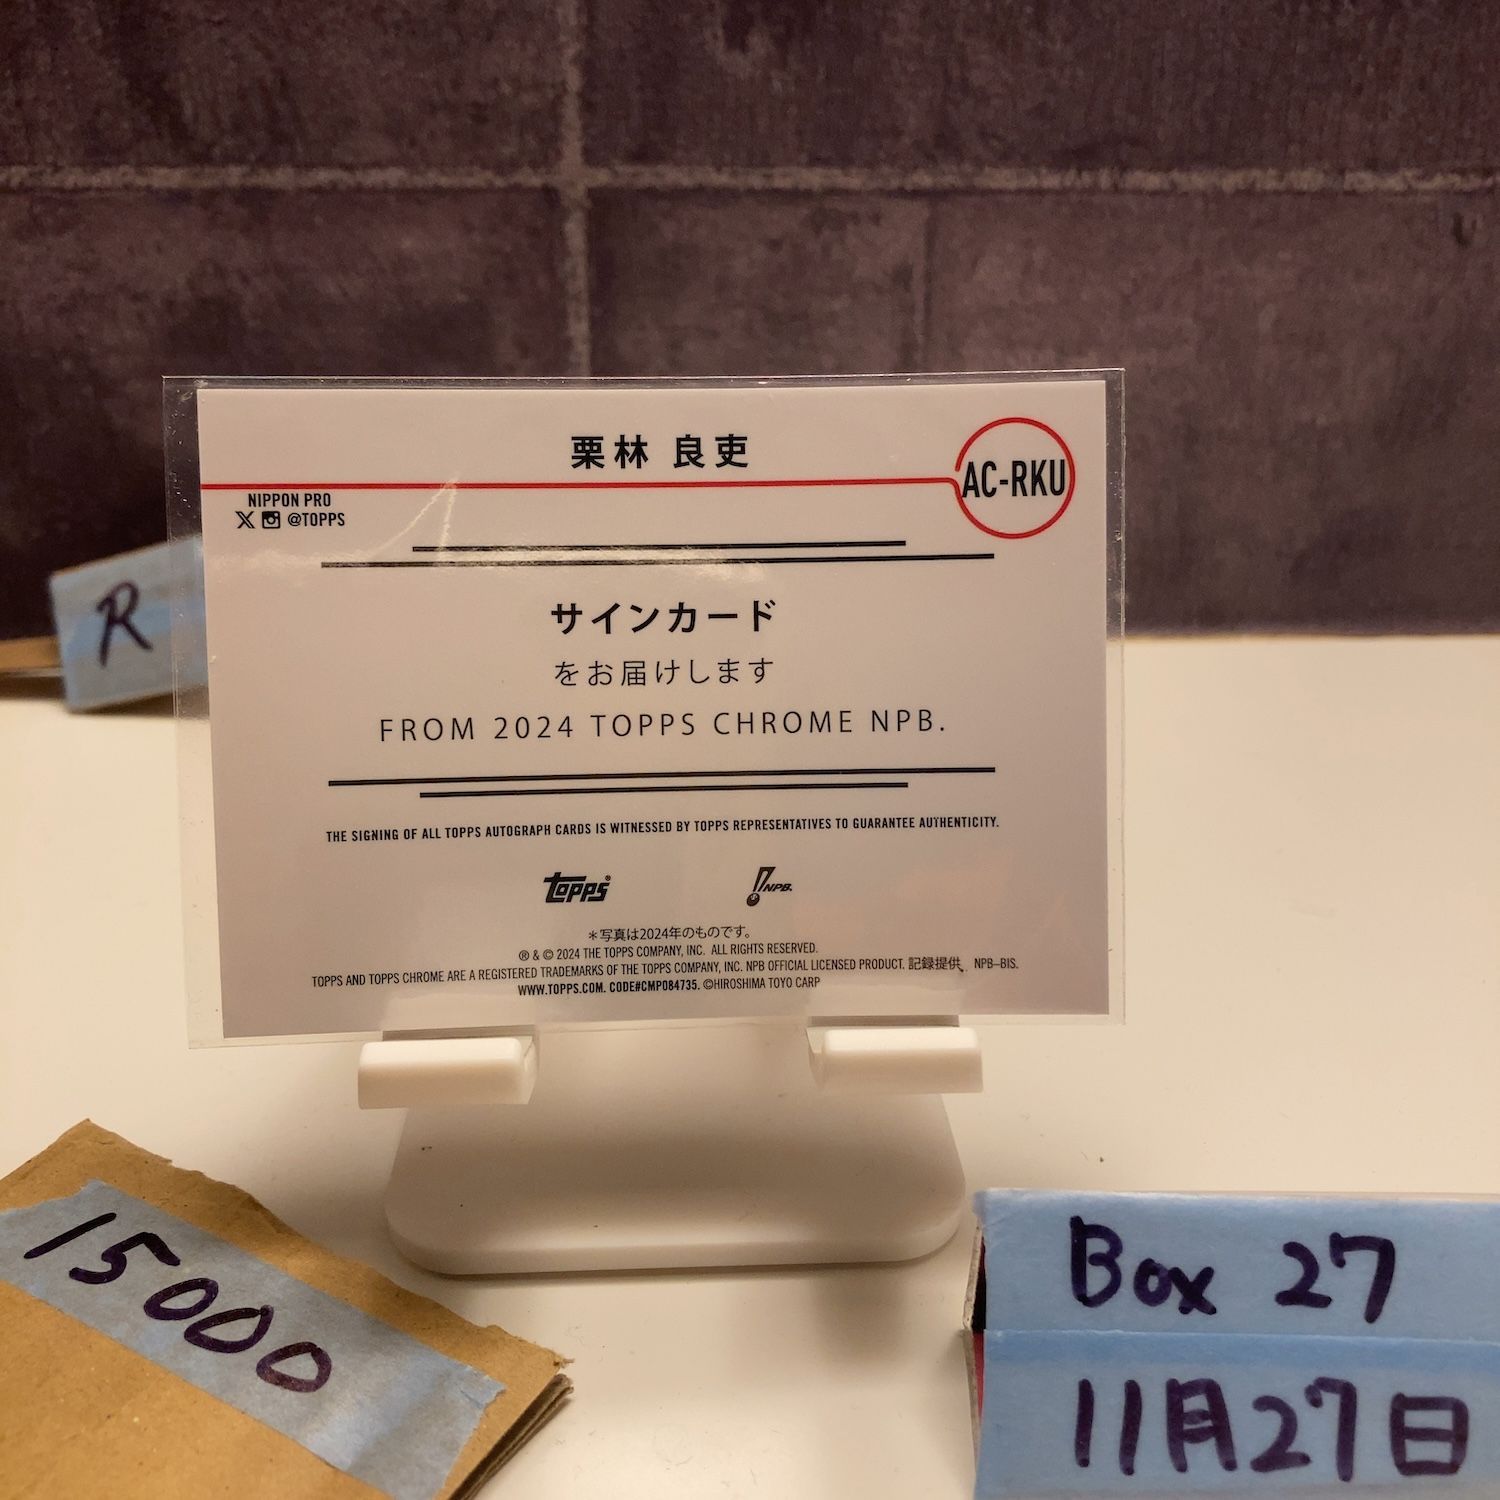 栗林 良吏
AC-RKU
NIPPON PRO
X @TOPPS
サインカード
をお届けします
FROM 2024 TOPPS CHROME NPB.
THE SIGNING OF ALL TOPPS AUTOGRAPH CARDS IS WITNESSED BY TOPPS REPRESENTATIVES TO GUARANTEE AUTHENTICITY.
Topps® NPB.
＊写真は2024年のものです。
® & © 2024 THE TOPPS COMPANY, INC. ALL RIGHTS RESERVED.
TOPPS AND TOPPS CHROME ARE A REGISTERED TRADEMARKS OF THE TOPPS COMPANY, INC. NPB OFFICIAL LICENSED PRODUCT. 記録提供、NPB–BIS.
WWW.TOPPS.COM. CODE#CMP084735. ©HIROSHIMA TOYO CARP
R
15000
Box 27
11月27日